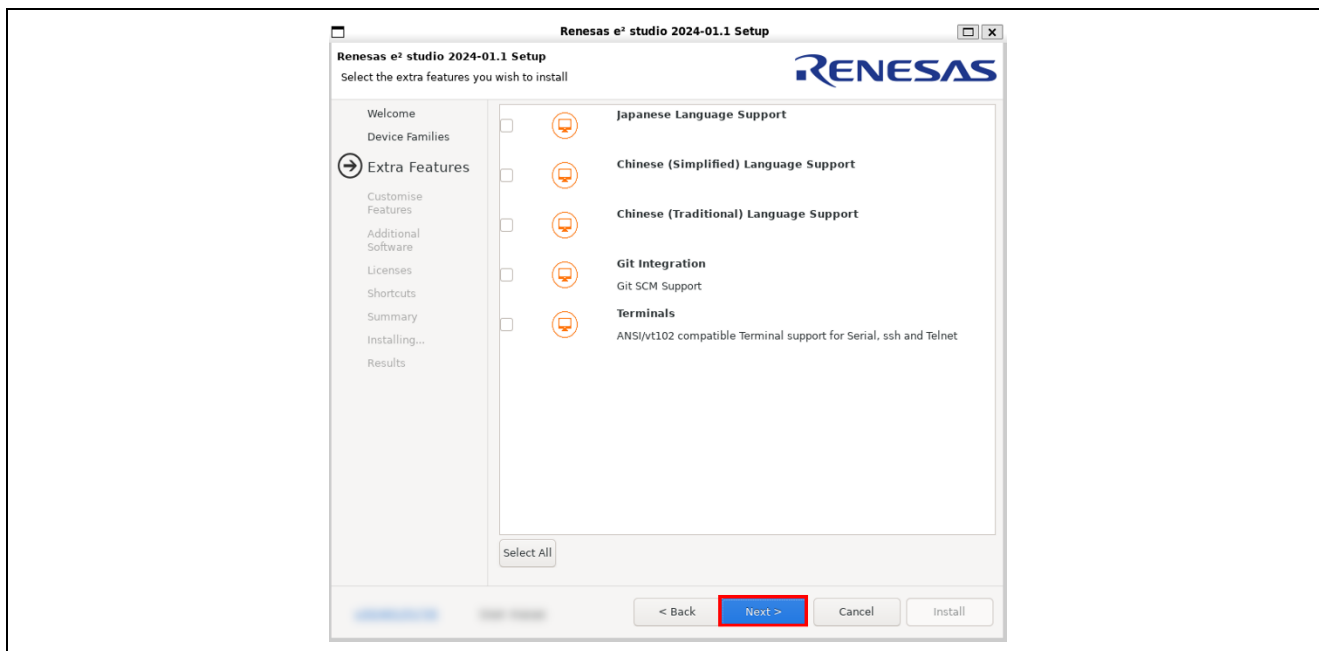 Renesas e² studio 2024-01.1 Setup
Renesas e² studio 2024-01.1 Setup
Select the extra features you wish to install
RENESAS
Welcome
Device Families
Extra Features
Customise
Features
Additional
Software
Licenses
Shortcuts
Summary
Installing...
Results
Japanese Language Support
Chinese (Simplified) Language Support
Chinese (Traditional) Language Support
Git Integration
Git SCM Support
Terminals
ANSI/vt102 compatible Terminal support for Serial, ssh and Telnet
Select All
< Back
Next >
Cancel
Install